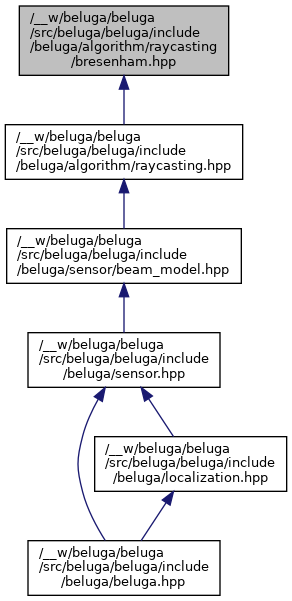 /__w/beluga/beluga
/src/beluga/beluga/include
/beluga/algorithm/raycasting
/bresenham.hpp
/__w/beluga/beluga
/src/beluga/beluga/include
/beluga/algorithm/raycasting.hpp
/__w/beluga/beluga
/src/beluga/beluga/include
/beluga/sensor/beam_model.hpp
/__w/beluga/beluga
/src/beluga/beluga/include
/beluga/sensor.hpp
/__w/beluga/beluga
/src/beluga/beluga/include
/beluga/localization.hpp
/__w/beluga/beluga
/src/beluga/beluga/include
/beluga/beluga.hpp